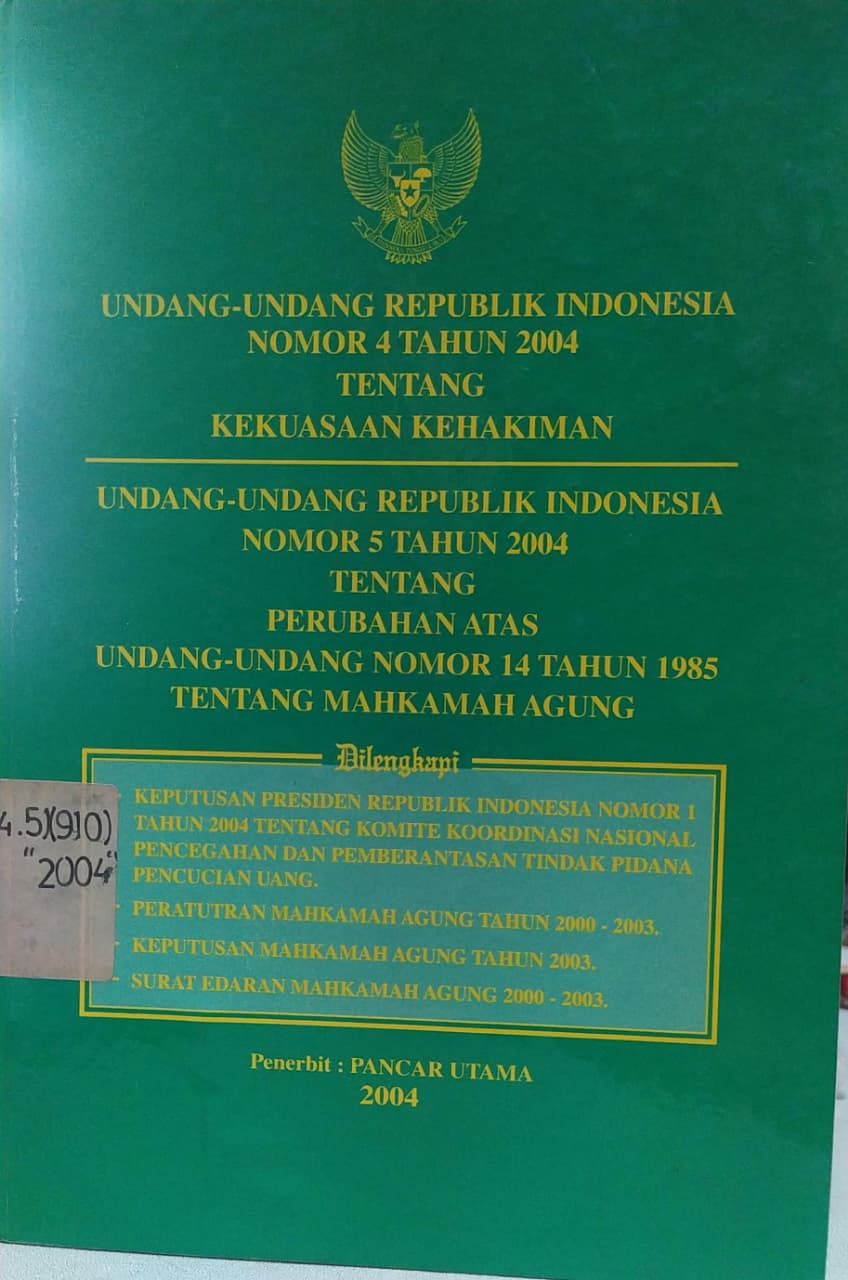 UNDANG-UNDANG REPUBLIK INDONESIA
NOMOR 4 TAHUN 2004
TENTANG
KEKUASAAN KEHAKIMAN
UNDANG-UNDANG REPUBLIK INDONESIA
NOMOR 5 TAHUN 2004
TENTANG
PERUBAHAN ATAS
UNDANG-UNDANG NOMOR 14 TAHUN 1985
TENTANG MAHKAMAH AGUNG
Dilengkapi
- KEPUTUSAN PRESIDEN REPUBLIK INDONESIA NOMOR 1
TAHUN 2004 TENTANG KOMITE KOORDINASI NASIONAL
PENCEGAHAN DAN PEMBERANTASAN TINDAK PIDANA
PENCUCIAN UANG.
- PERATUTRAN MAHKAMAH AGUNG TAHUN 2000 - 2003.
- KEPUTUSAN MAHKAMAH AGUNG TAHUN 2003.
- SURAT EDARAN MAHKAMAH AGUNG 2000 - 2003.
4.5)(910)
"2004"
Penerbit : PANCAR UTAMA
2004